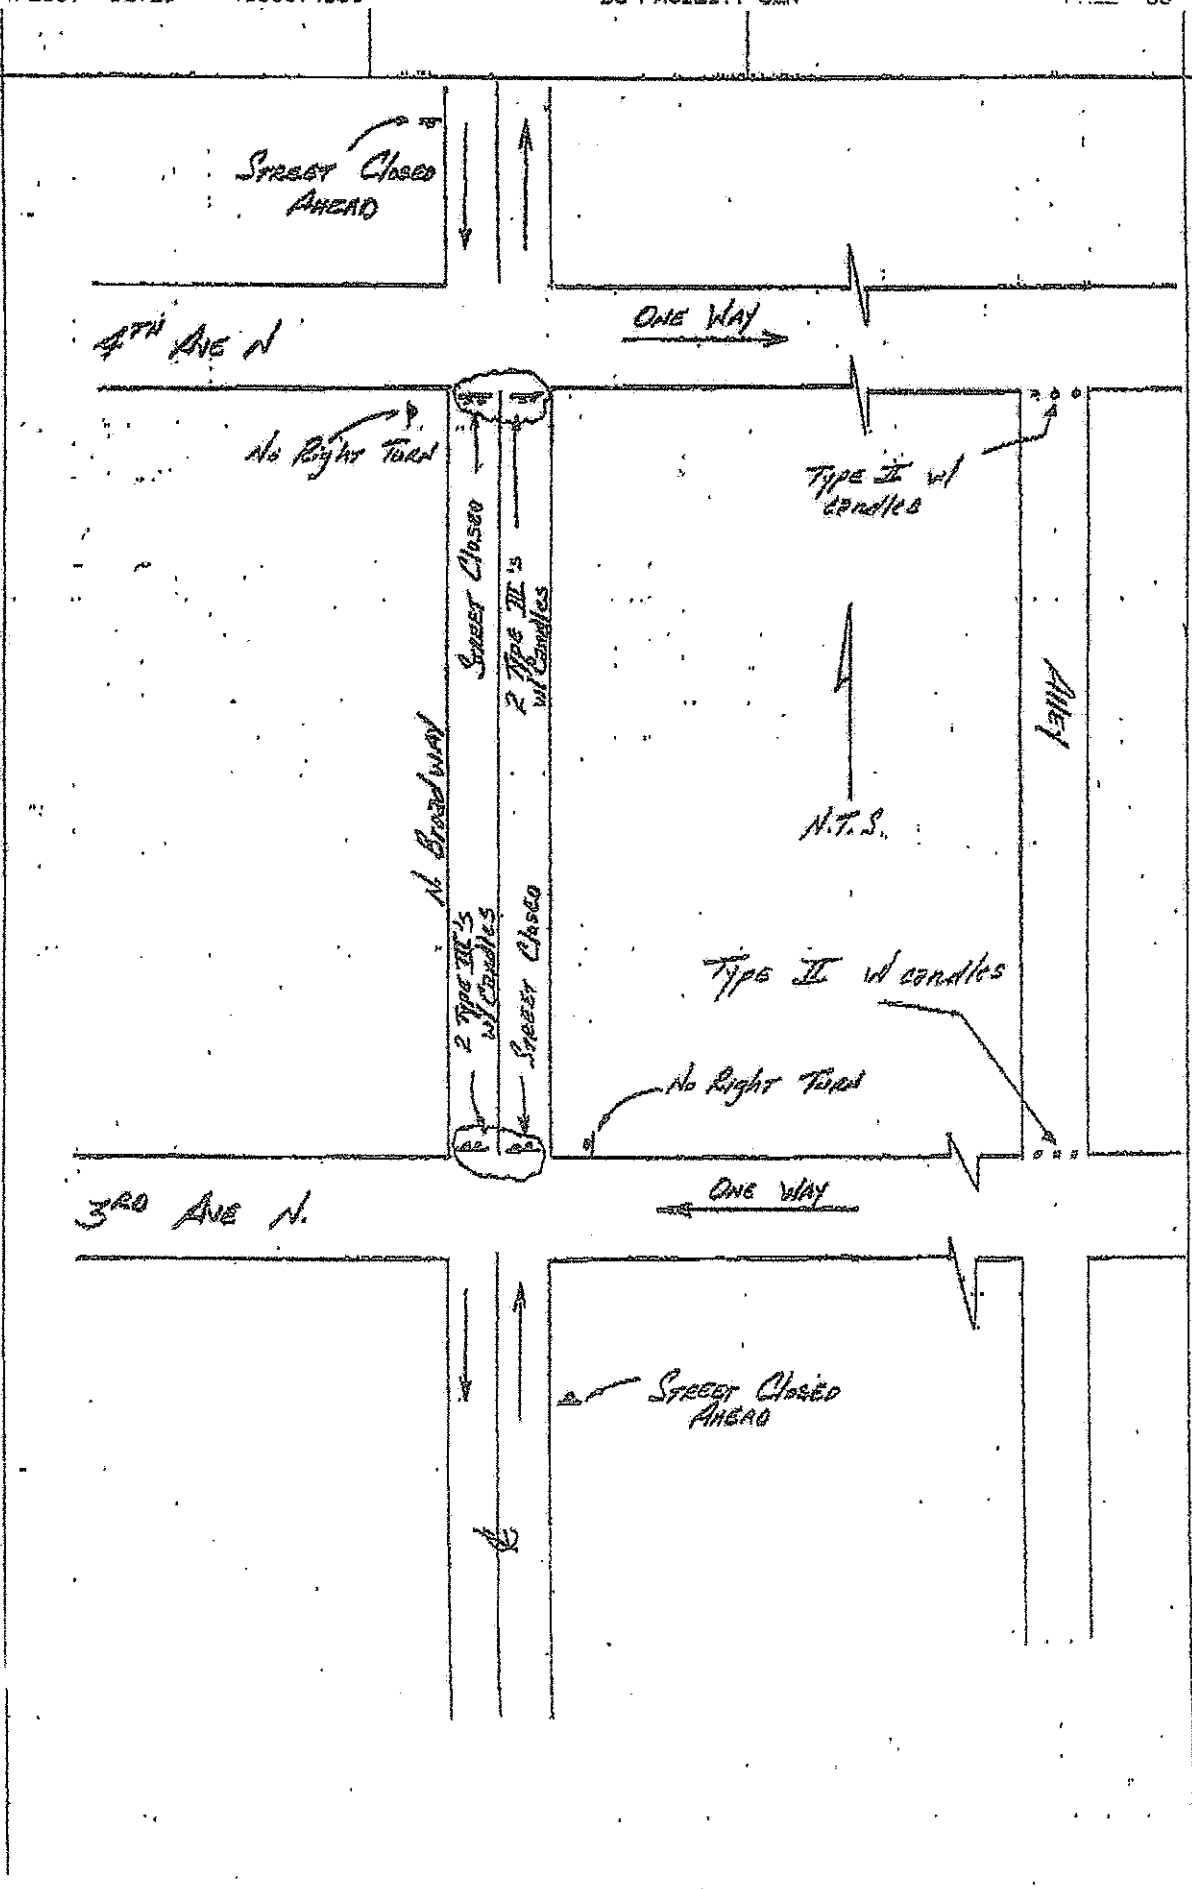 STREET Closed
AHEAD
4TH AVE N
ONE WAY
No Right TURN
Type II w/
candles
STREET Closed
2 Type III's
w/ Candles
Alley
N. Broadway
N.T.S.
2 Type III's
w/ Candles
STREET Closed
Type II w candles
No Right TURN
3RD AVE N.
ONE WAY
STREET Closed
AHEAD